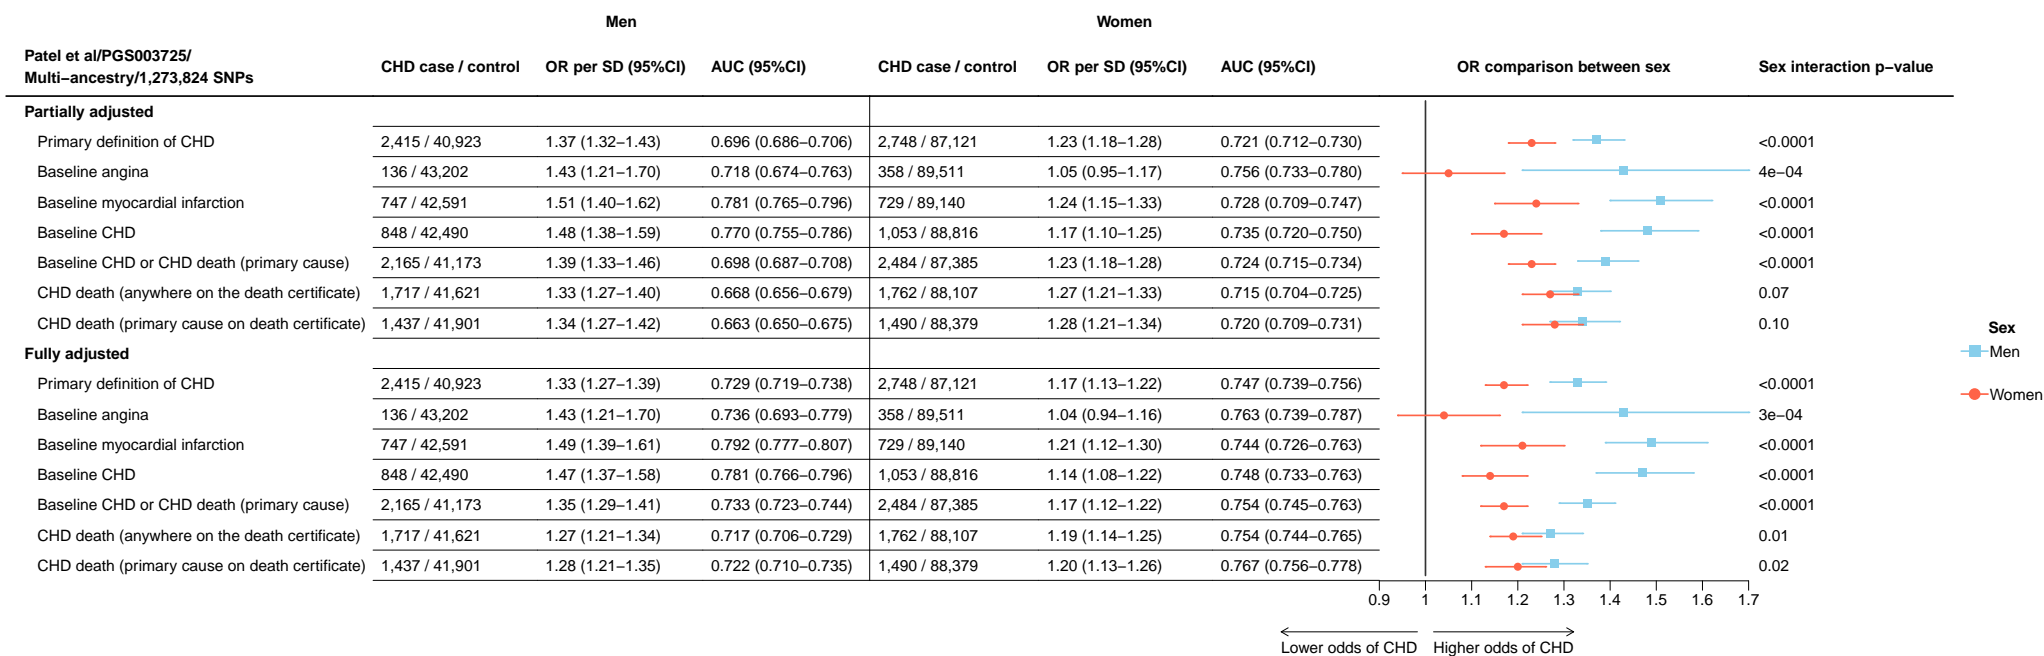 Men Women
Patel et al/PGS003725/
Multi−ancestry/1,273,824 SNPs CHD case / control OR per SD (95%CI) AUC (95%CI) CHD case / control OR per SD (95%CI) AUC (95%CI) OR comparison between sex Sex interaction p−value
Partially adjusted
Primary definition of CHD 2,415 / 40,923 1.37 (1.32−1.43) 0.696 (0.686−0.706) 2,748 / 87,121 1.23 (1.18−1.28) 0.721 (0.712−0.730) <0.0001
Baseline angina 136 / 43,202 1.43 (1.21−1.70) 0.718 (0.674−0.763) 358 / 89,511 1.05 (0.95−1.17) 0.756 (0.733−0.780) 4e−04
Baseline myocardial infarction 747 / 42,591 1.51 (1.40−1.62) 0.781 (0.765−0.796) 729 / 89,140 1.24 (1.15−1.33) 0.728 (0.709−0.747) <0.0001
Baseline CHD 848 / 42,490 1.48 (1.38−1.59) 0.770 (0.755−0.786) 1,053 / 88,816 1.17 (1.10−1.25) 0.735 (0.720−0.750) <0.0001
Baseline CHD or CHD death (primary cause) 2,165 / 41,173 1.39 (1.33−1.46) 0.698 (0.687−0.708) 2,484 / 87,385 1.23 (1.18−1.28) 0.724 (0.715−0.734) <0.0001
CHD death (anywhere on the death certificate) 1,717 / 41,621 1.33 (1.27−1.40) 0.668 (0.656−0.679) 1,762 / 88,107 1.27 (1.21−1.33) 0.715 (0.704−0.725) 0.07
CHD death (primary cause on death certificate) 1,437 / 41,901 1.34 (1.27−1.42) 0.663 (0.650−0.675) 1,490 / 88,379 1.28 (1.21−1.34) 0.720 (0.709−0.731) 0.10
Fully adjusted
Primary definition of CHD 2,415 / 40,923 1.33 (1.27−1.39) 0.729 (0.719−0.738) 2,748 / 87,121 1.17 (1.13−1.22) 0.747 (0.739−0.756) <0.0001
Baseline angina 136 / 43,202 1.43 (1.21−1.70) 0.736 (0.693−0.779) 358 / 89,511 1.04 (0.94−1.16) 0.763 (0.739−0.787) 3e−04
Baseline myocardial infarction 747 / 42,591 1.49 (1.39−1.61) 0.792 (0.777−0.807) 729 / 89,140 1.21 (1.12−1.30) 0.744 (0.726−0.763) <0.0001
Baseline CHD 848 / 42,490 1.47 (1.37−1.58) 0.781 (0.766−0.796) 1,053 / 88,816 1.14 (1.08−1.22) 0.748 (0.733−0.763) <0.0001
Baseline CHD or CHD death (primary cause) 2,165 / 41,173 1.35 (1.29−1.41) 0.733 (0.723−0.744) 2,484 / 87,385 1.17 (1.12−1.22) 0.754 (0.745−0.763) <0.0001
CHD death (anywhere on the death certificate) 1,717 / 41,621 1.27 (1.21−1.34) 0.717 (0.706−0.729) 1,762 / 88,107 1.19 (1.14−1.25) 0.754 (0.744−0.765) 0.01
CHD death (primary cause on death certificate) 1,437 / 41,901 1.28 (1.21−1.35) 0.722 (0.710−0.735) 1,490 / 88,379 1.20 (1.13−1.26) 0.767 (0.756−0.778) 0.02
0.9 1 1.1 1.2 1.3 1.4 1.5 1.6 1.7
Lower odds of CHD Higher odds of CHD
Sex
Men
Women